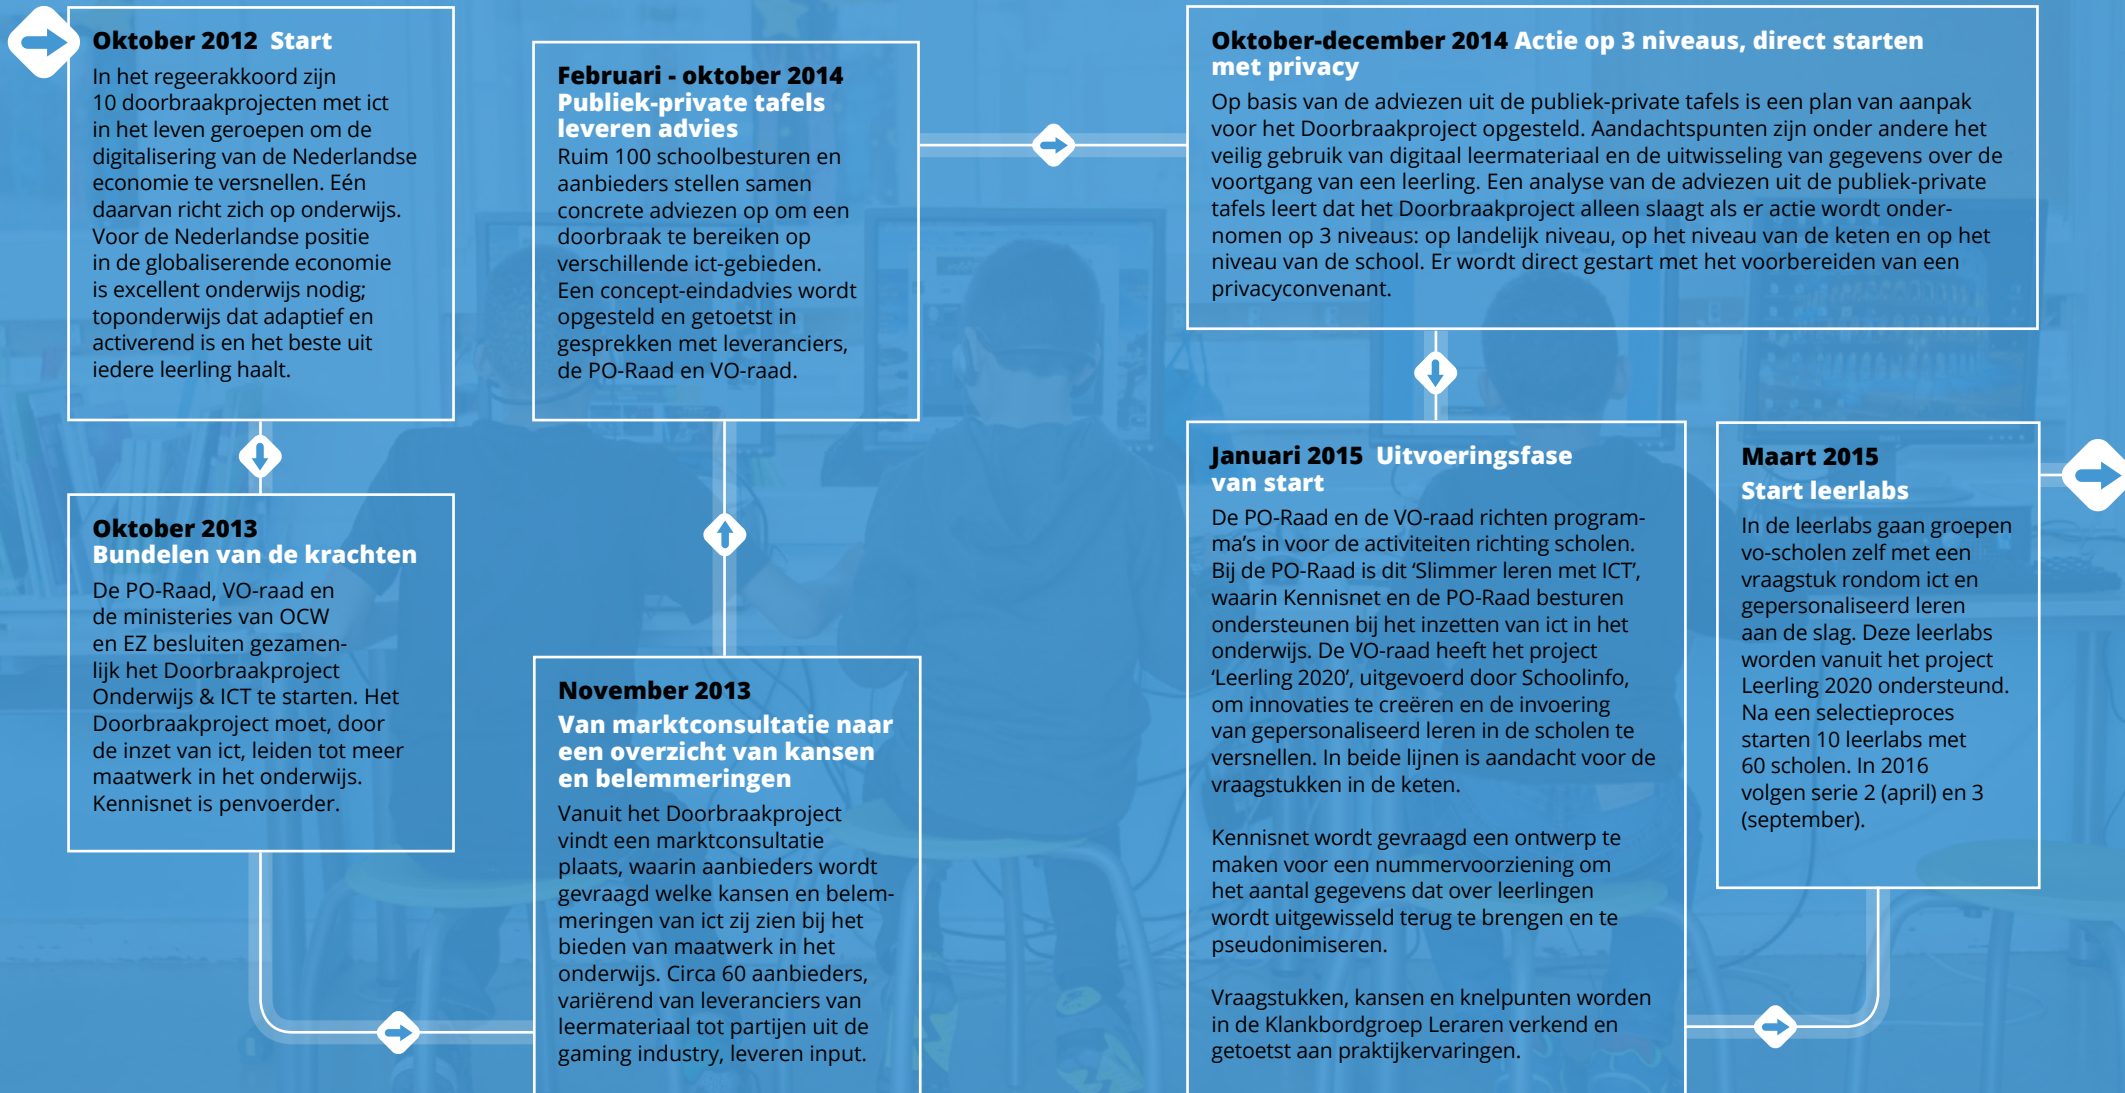 Oktober 2012 Start
In het regeerakkoord zijn
10 doorbraakprojecten met ict
in het leven geroepen om de
digitalisering van de Nederlandse
economie te versnellen. Eén
daarvan richt zich op onderwijs.
Voor de Nederlandse positie
in de globaliserende economie
is excellent onderwijs nodig;
toponderwijs dat adaptief en
activerend is en het beste uit
iedere leerling haalt.
Oktober 2013
Bundelen van de krachten
De PO-Raad, VO-raad en
de ministeries van OCW
en EZ besluiten gezamen-
lijk het Doorbraakproject
Onderwijs & ICT te starten. Het
Doorbraakproject moet, door
de inzet van ict, leiden tot meer
maatwerk in het onderwijs.
Kennisnet is penvoerder.
November 2013
Van marktconsultatie naar
een overzicht van kansen
en belemmeringen
Vanuit het Doorbraakproject
vindt een marktconsultatie
plaats, waarin aanbieders wordt
gevraagd welke kansen en belem-
meringen van ict zij zien bij het
bieden van maatwerk in het
onderwijs. Circa 60 aanbieders,
variërend van leveranciers van
leermateriaal tot partijen uit de
gaming industry, leveren input.
Februari - oktober 2014
Publiek-private tafels
leveren advies
Ruim 100 schoolbesturen en
aanbieders stellen samen
concrete adviezen op om een
doorbraak te bereiken op
verschillende ict-gebieden.
Een concept-eindadvies wordt
opgesteld en getoetst in
gesprekken met leveranciers,
de PO-Raad en VO-raad.
Oktober-december 2014 Actie op 3 niveaus, direct starten
met privacy
Op basis van de adviezen uit de publiek-private tafels is een plan van aanpak
voor het Doorbraakproject opgesteld. Aandachtspunten zijn onder andere het
veilig gebruik van digitaal leermateriaal en de uitwisseling van gegevens over de
voortgang van een leerling. Een analyse van de adviezen uit de publiek-private
tafels leert dat het Doorbraakproject alleen slaagt als er actie wordt onder-
nomen op 3 niveaus: op landelijk niveau, op het niveau van de keten en op het
niveau van de school. Er wordt direct gestart met het voorbereiden van een
privacyconvenant.
Januari 2015 Uitvoeringsfase
van start
De PO-Raad en de VO-raad richten program-
ma's in voor de activiteiten richting scholen.
Bij de PO-Raad is dit ‘Slimmer leren met ICT’,
waarin Kennisnet en de PO-Raad besturen
ondersteunen bij het inzetten van ict in het
onderwijs. De VO-raad heeft het project
‘Leerling 2020’, uitgevoerd door Schoolinfo,
om innovaties te creëren en de invoering
van gepersonaliseerd leren in de scholen te
versnellen. In beide lijnen is aandacht voor de
vraagstukken in de keten.
Kennisnet wordt gevraagd een ontwerp te
maken voor een nummervoorziening om
het aantal gegevens dat over leerlingen
wordt uitgewisseld terug te brengen en te
pseudonimiseren.
Vraagstukken, kansen en knelpunten worden
in de Klankbordgroep Leraren verkend en
getoetst aan praktijkervaringen.
Maart 2015
Start leerlabs
In de leerlabs gaan groepen
vo-scholen zelf met een
vraagstuk rondom ict en
gepersonaliseerd leren
aan de slag. Deze leerlabs
worden vanuit het project
Leerling 2020 ondersteund.
Na een selectieproces
starten 10 leerlabs met
60 scholen. In 2016
volgen serie 2 (april) en 3
(september).